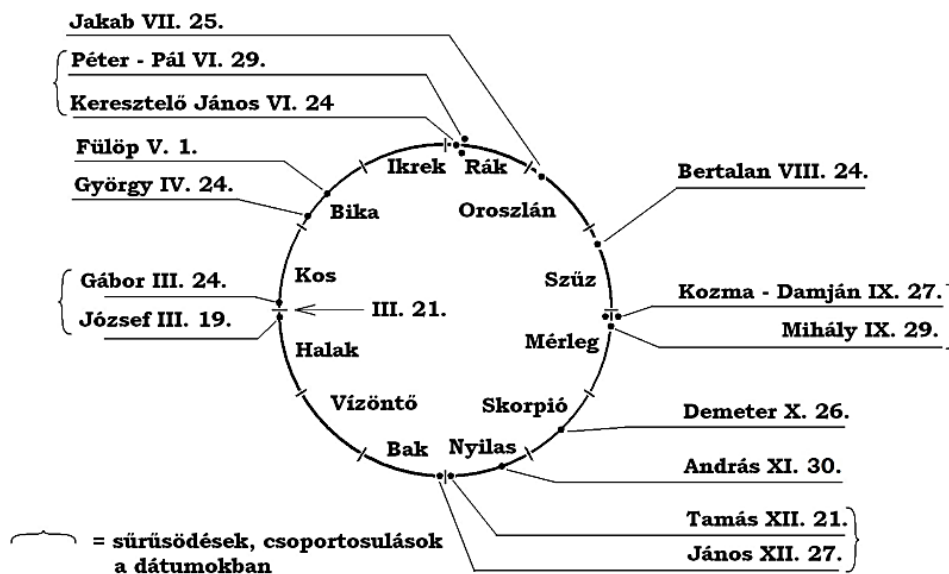 Jakab VII. 25.
Péter - Pál VI. 29.
Keresztelő János VI. 24
Fülöp V. 1.
György IV. 24.
Gábor III. 24.
József III. 19.
III. 21.
Ikrek
Rák
Bika
Oroszlán
Kos
Szűz
Halak
Mérleg
Vízöntő
Skorpió
Bak
Nyilas
Bertalan VIII. 24.
Kozma - Damján IX. 27.
Mihály IX. 29.
Demeter X. 26.
András XI. 30.
Tamás XII. 21.
János XII. 27.
= sűrűsödések, csoportosulások
a dátumokban